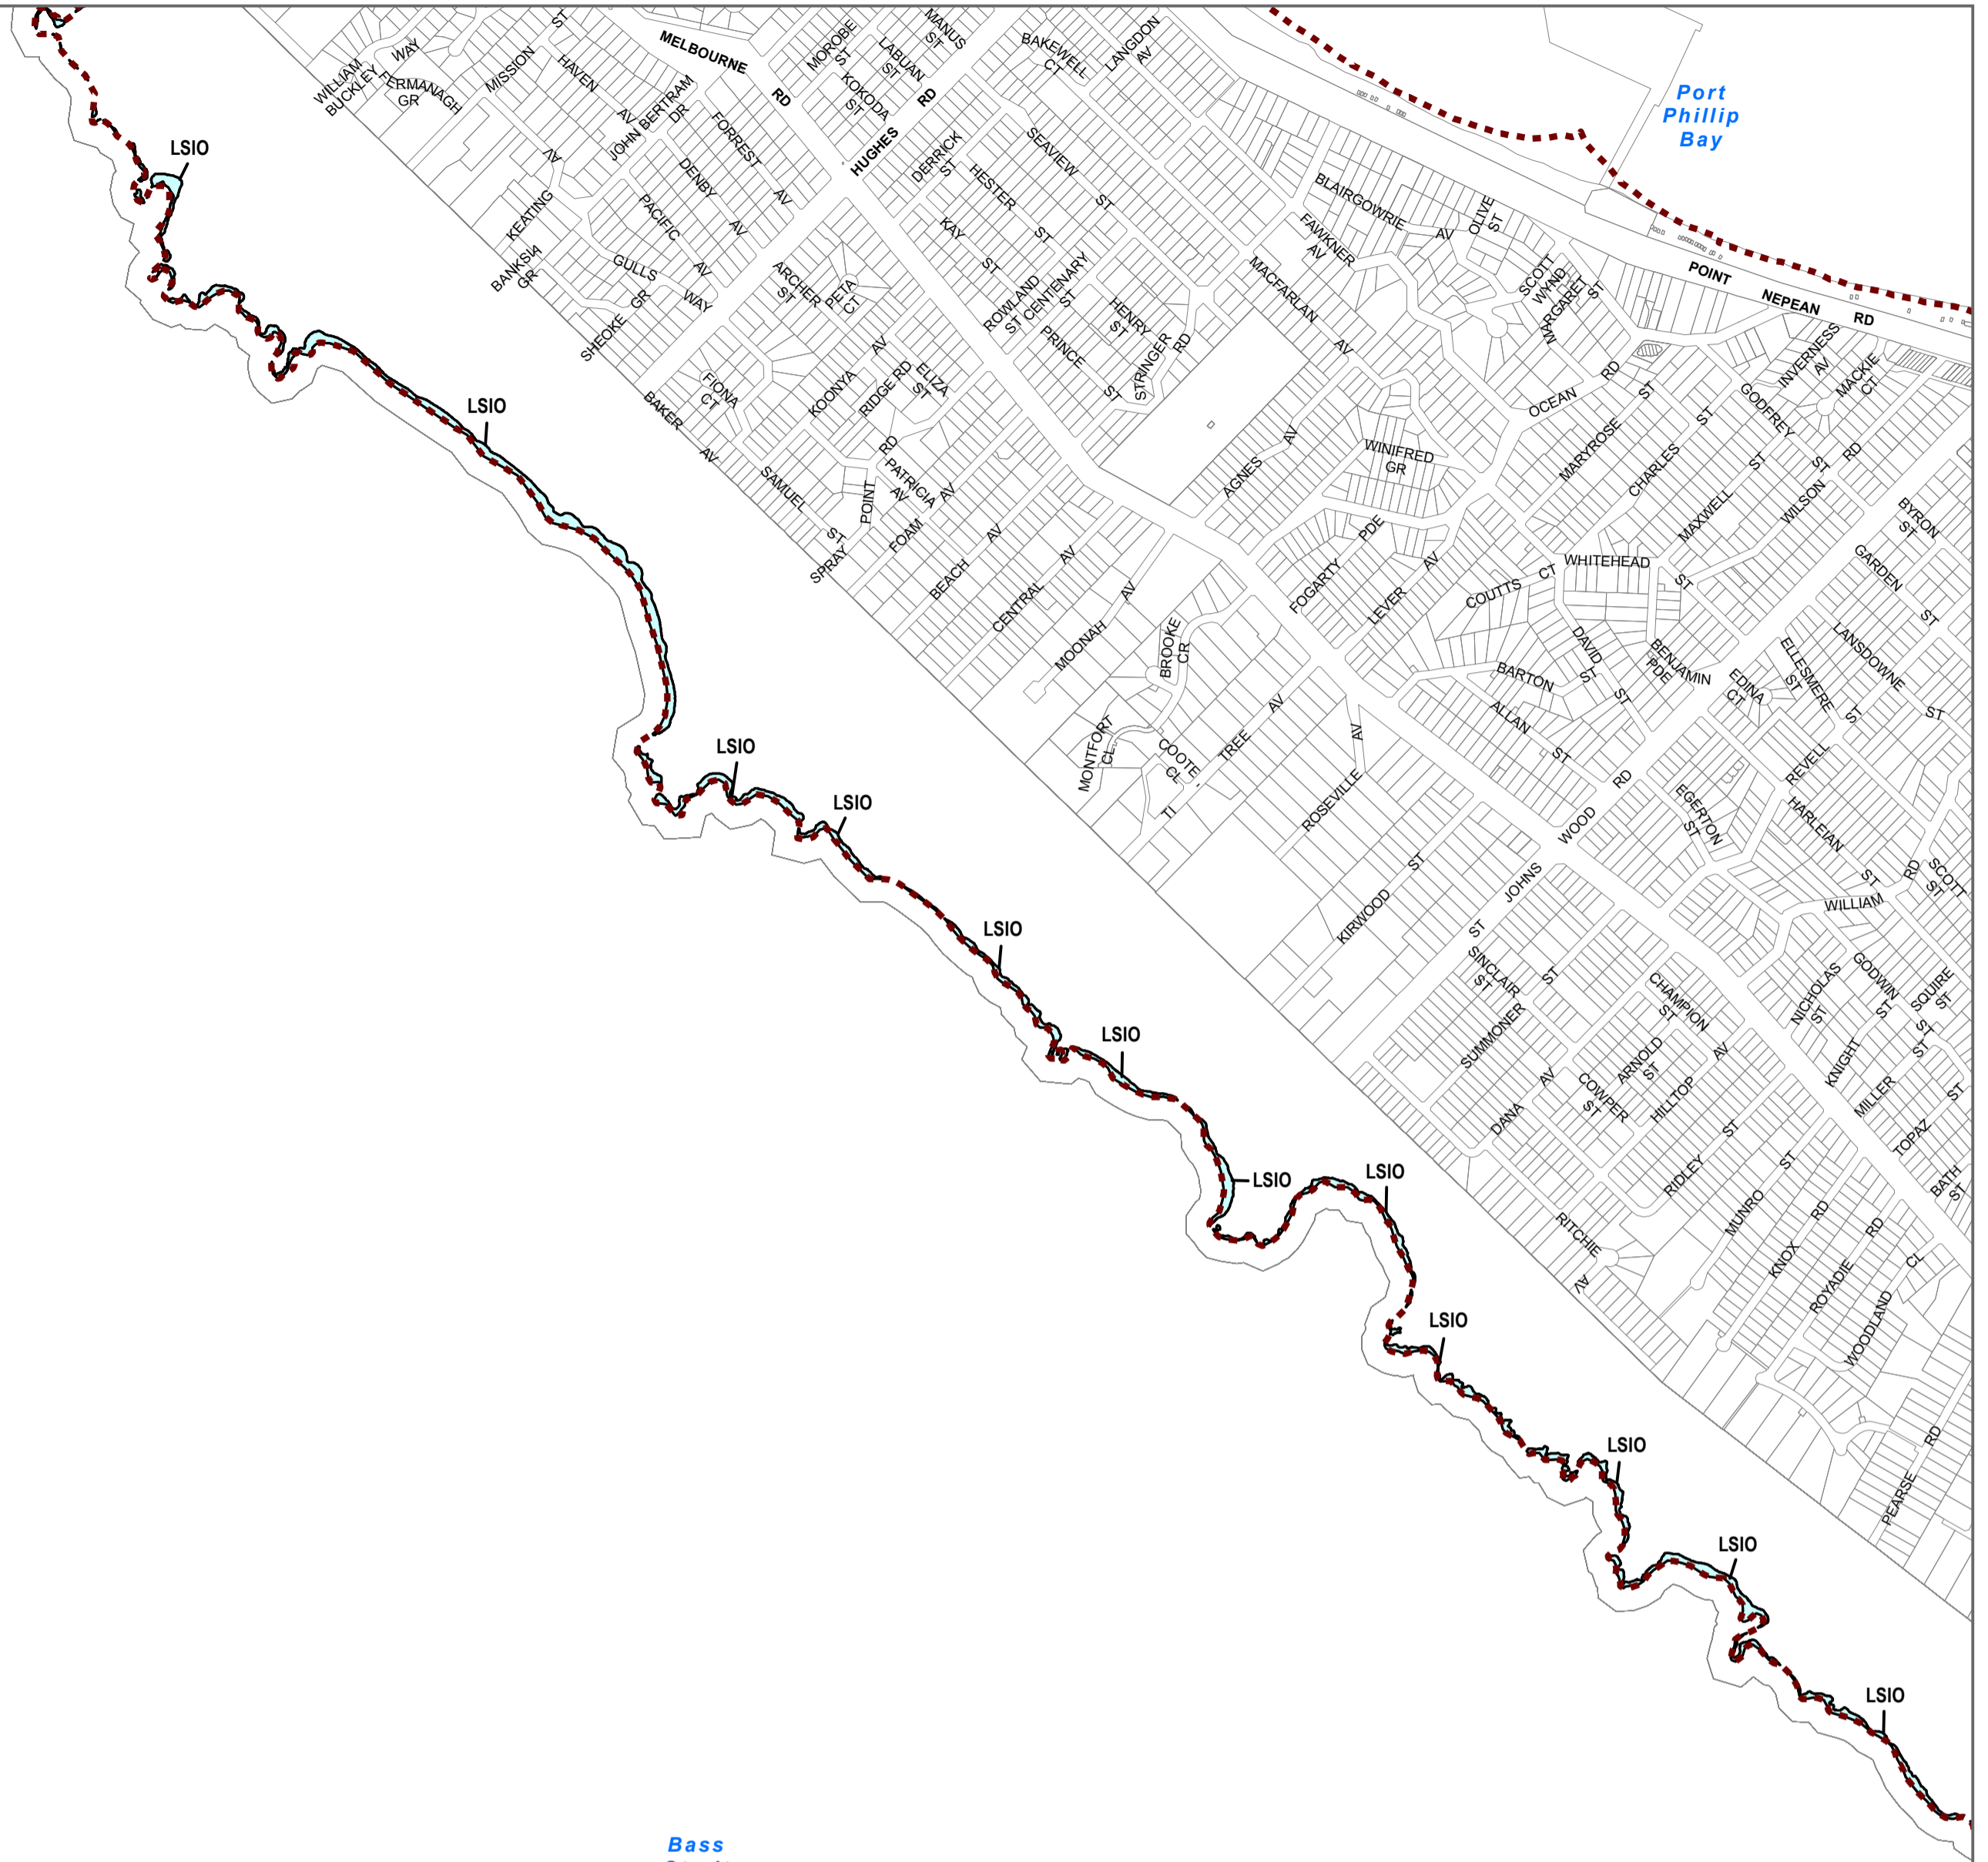 WILLIAM
BUCKLEY
WAY
FERMANAGH
GR
MISSION
ST
HAVEN
AV
JOHN BERTRAM
DR
MELBOURNE
RD
MOROBE
ST
KOKODA
ST
LABUAN
ST
MANUS
ST
HUGHES
RD
BAKEWELL
CT
LANGDON
AV
Port
Phillip
Bay
LSIO
KEATING
AV
BANKSIA
GR
FORREST
AV
DENBY
AV
PACIFIC
AV
GULLS
WAY
SHEOKE
GR
DERRICK
ST
HESTER
ST
SEAVIEW
ST
KAY
ST
ARCHER
ST
PETA
CT
ROWLAND
ST
CENTENARY
ST
HENRY
ST
PRINCE
ST
STRINGER
RD
MACFARLAN
AV
FAWKNER
AV
BLAIRGOWRIE
AV
OLIVE
ST
SCOTT
WYND
MARGARET
ST
POINT
NEPEAN
RD
INVERNESS
AV
MACKIE
CT
GODFREY
ST
LSIO
FIONA
CT
BAKER
AV
KOONYA
AV
RIDGE RD
ELIZA
ST
SAMUEL
ST
SPRAY
POINT
RD
PATRICIA
AV
FOAM
AV
BEACH
AV
CENTRAL
AV
MOONAH
AV
AGNES
AV
WINIFRED
GR
OCEAN
RD
MARYROSE
ST
CHARLES
ST
MAXWELL
ST
WILSON
RD
BYRON
ST
GARDEN
ST
LANSDOWNE
ST
FOGARTY
PDE
LEVER
AV
COUTTS
CT
WHITEHEAD
ST
DAVID
ST
BENJAMIN
PDE
EDINA
CT
ELLESMERE
ST
ST
BROOKE
CR
MONTFORT
CL
COOTE
CL
TI
TREE
AV
ROSEVILLE
AV
BARTON
ST
ALLAN
ST
WOOD
RD
REVELL
EGERTON
ST
HARLEIAN
ST
WILLIAM
RD
SCOTT
ST
LSIO
LSIO
LSIO
LSIO
KIRWOOD
ST
JOHNS
ST
SINCLAIR
ST
SUMMONER
ST
CHAMPION
ST
NICHOLAS
ST
GODWIN
ST
SQUIRE
ST
KNIGHT
ST
MILLER
ST
TOPAZ
ST
BATH
ST
DANA
AV
COWPER
ST
ARNOLD
ST
HILLTOP
AV
RIDLEY
ST
MUNRO
ST
KNOX
RD
ROYADIE
RD
WOODLAND
CL
RITCHIE
AV
PEARSE
RD
LSIO
LSIO
LSIO
LSIO
LSIO
LSIO
Bass